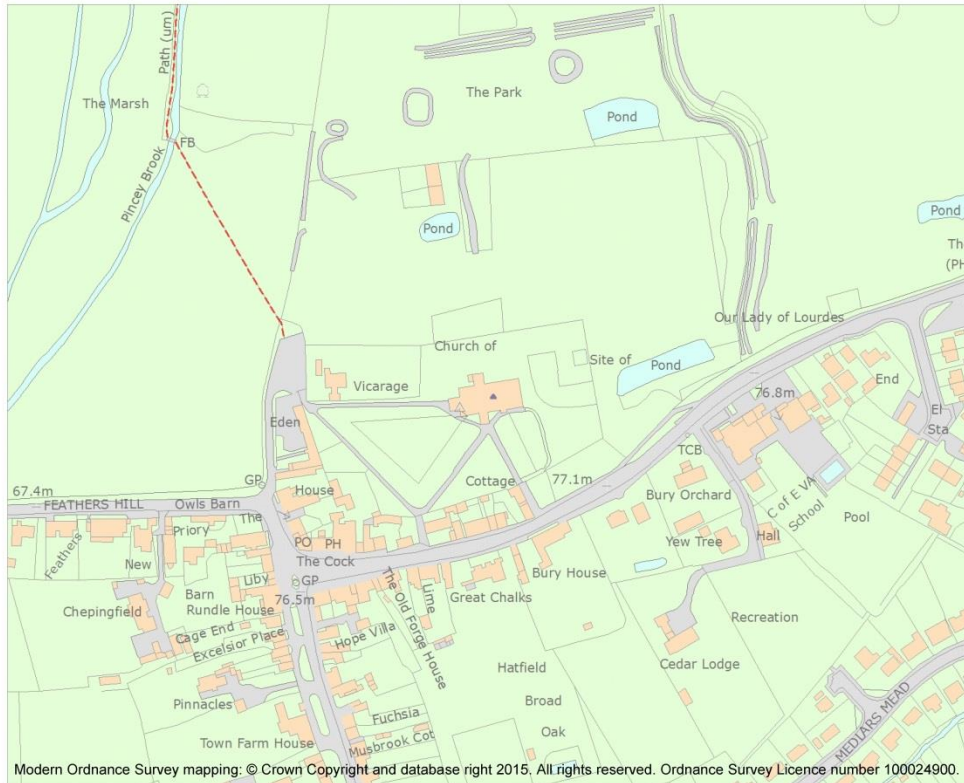 Path (um)
The Marsh
The Park
Pond
FB
Pincey Brook
Pond
Pond
Our Lady of Lourdes
Church of
Site of
Pond
Vicarage
76.8m
End
Eden
El
Sta
TCB
GP
Cottage
77.1m
67.4m
FEATHERS HILL
Owls Barn
House
Bury Orchard
C of E VA
School
Pool
The
Priory
Feathers
PO
PH
Yew Tree
Hall
New
The Cock
Liby
GP
Bury House
Barn
76.5m
The Old Forge House
Lime
Great Chalks
Chepingfield
Rundle House
Recreation
Cage End
Excelsior Place
Hope Villa
Hatfield
Cedar Lodge
Broad
Pinnacles
Fuchsia
Oak
Town Farm House
Musbrook Cot
MEDLARS MEAD
Modern Ordnance Survey mapping: © Crown Copyright and database right 2015. All rights reserved. Ordnance Survey Licence number 100024900.